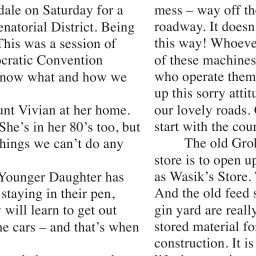 dale on Saturday for a
enatorial District. Being
This was a session of
ocratic Convention
now what and how we
unt Vivian at her home.
She's in her 80's too, but
hings we can't do any
Younger Daughter has
staying in their pen,
will learn to get out
e cars – and that's when
mess – way off the
roadway. It doesn
this way! Whoeve
of these machines
who operate them
up this sorry attitu
our lovely roads. 
start with the cour
The old Grol
store is to open up
as Wasik's Store.
And the old feed s
gin yard are really
stored material fo
construction. It is